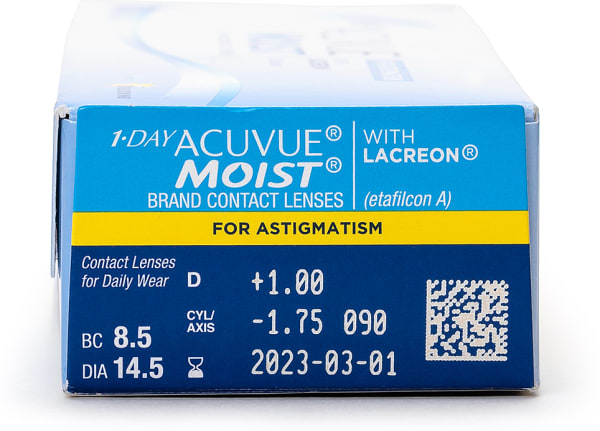 1·DAY ACUVUE®
MOIST®
BRAND CONTACT LENSES
WITH
LACREON®
(etafilcon A)
FOR ASTIGMATISM
Contact Lenses
for Daily Wear
D +1.00
CYL/
AXIS -1.75 090
BC 8.5
DIA 14.5
2023-03-01